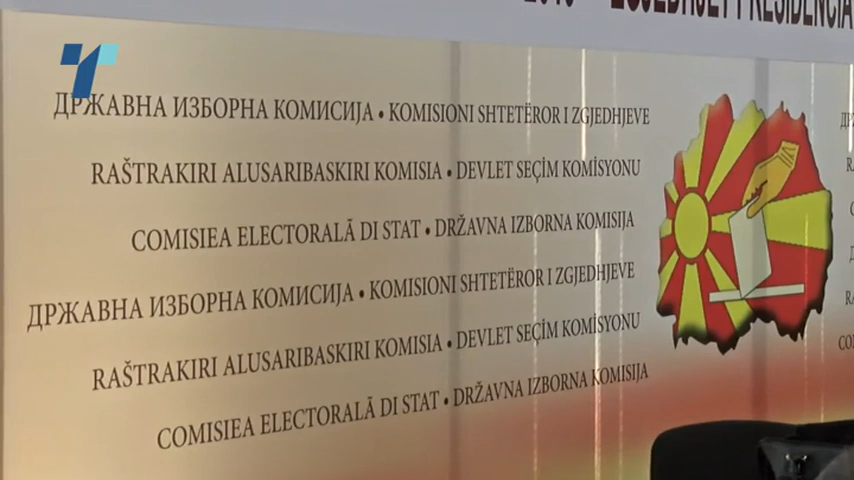 ZGJEDHJET PRESIDENCIA
ДРЖАВНА ИЗБОРНА КОМИСИЈА • KOMISIONI SHTETËROR I ZGJEDHJEVE
RAŠTRAKIRI ALUSARIBASKIRI KOMISIA • DEVLET SEÇİM KOMİSYONU
COMISIEA ELECTORALĂ DI STAT • DRŽAVNA IZBORNA KOMISIJA
ДРЖАВНА ИЗБОРНА КОМИСИЈА • KOMISIONI SHTETËROR I ZGJEDHJEVE
RAŠTRAKIRI ALUSARIBASKIRI KOMISIA • DEVLET SEÇİM KOMİSYONU
COMISIEA ELECTORALĂ DI STAT • DRŽAVNA IZBORNA KOMISIJA